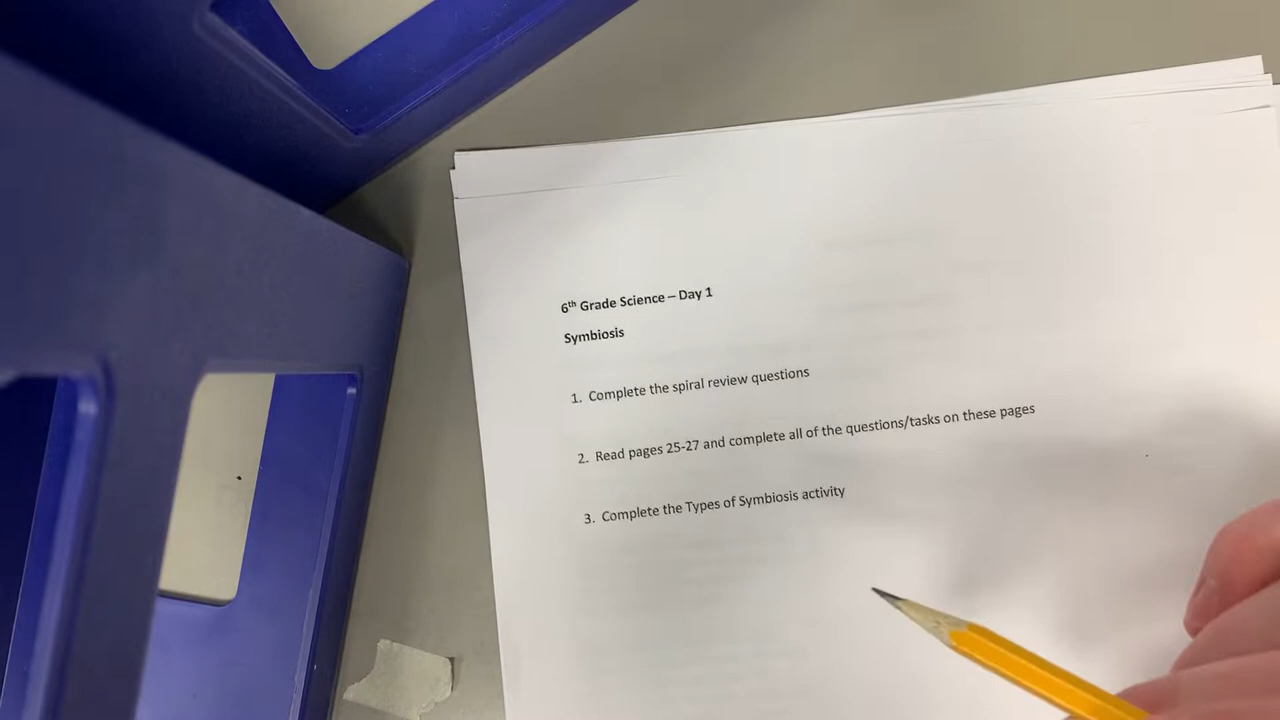 6th Grade Science – Day 1
Symbiosis
1. Complete the spiral review questions
2. Read pages 25-27 and complete all of the questions/tasks on these pages
3. Complete the Types of Symbiosis activity